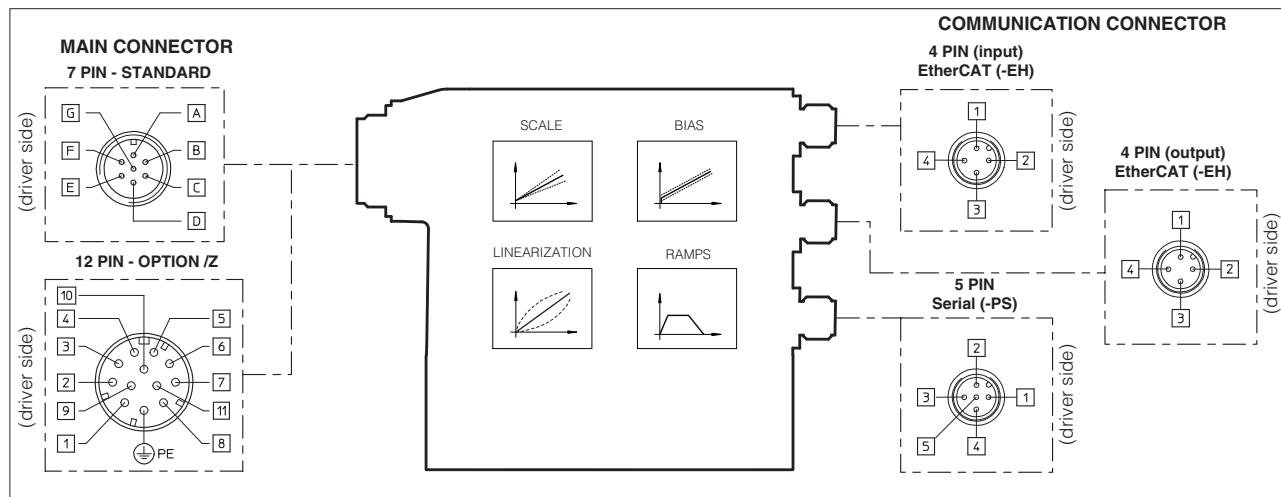 MAIN CONNECTOR
7 PIN - STANDARD
(driver side)
G
A
F
B
E
C
D
12 PIN - OPTION /Z
(driver side)
10
4
5
3
6
2
7
9
11
1
8
PE
SCALE
BIAS
LINEARIZATION
RAMPS
COMMUNICATION CONNECTOR
4 PIN (input)
EtherCAT (-EH)
1
4
2
3
(driver side)
4 PIN (output)
EtherCAT (-EH)
1
4
2
3
(driver side)
5 PIN
Serial (-PS)
2
3
1
5
4
(driver side)